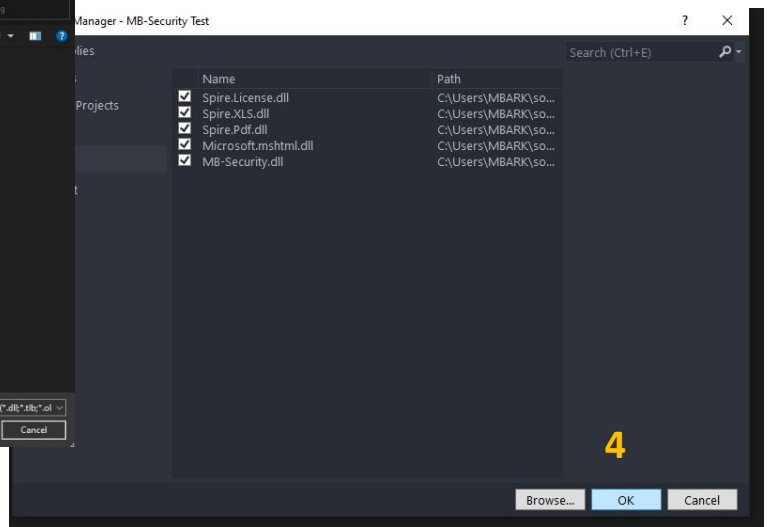 g
Manager - MB-Security Test
?
lies
Search (Ctrl+E)
s
Projects
t
Name Path
Spire.License.dll C:\Users\MBARK\so...
Spire.XLS.dll C:\Users\MBARK\so...
Spire.Pdf.dll C:\Users\MBARK\so...
Microsoft.mshtml.dll C:\Users\MBARK\so...
MB-Security.dll C:\Users\MBARK\so...
(*.dll;*.tlb;*.ol
Cancel
4
Browse... OK Cancel